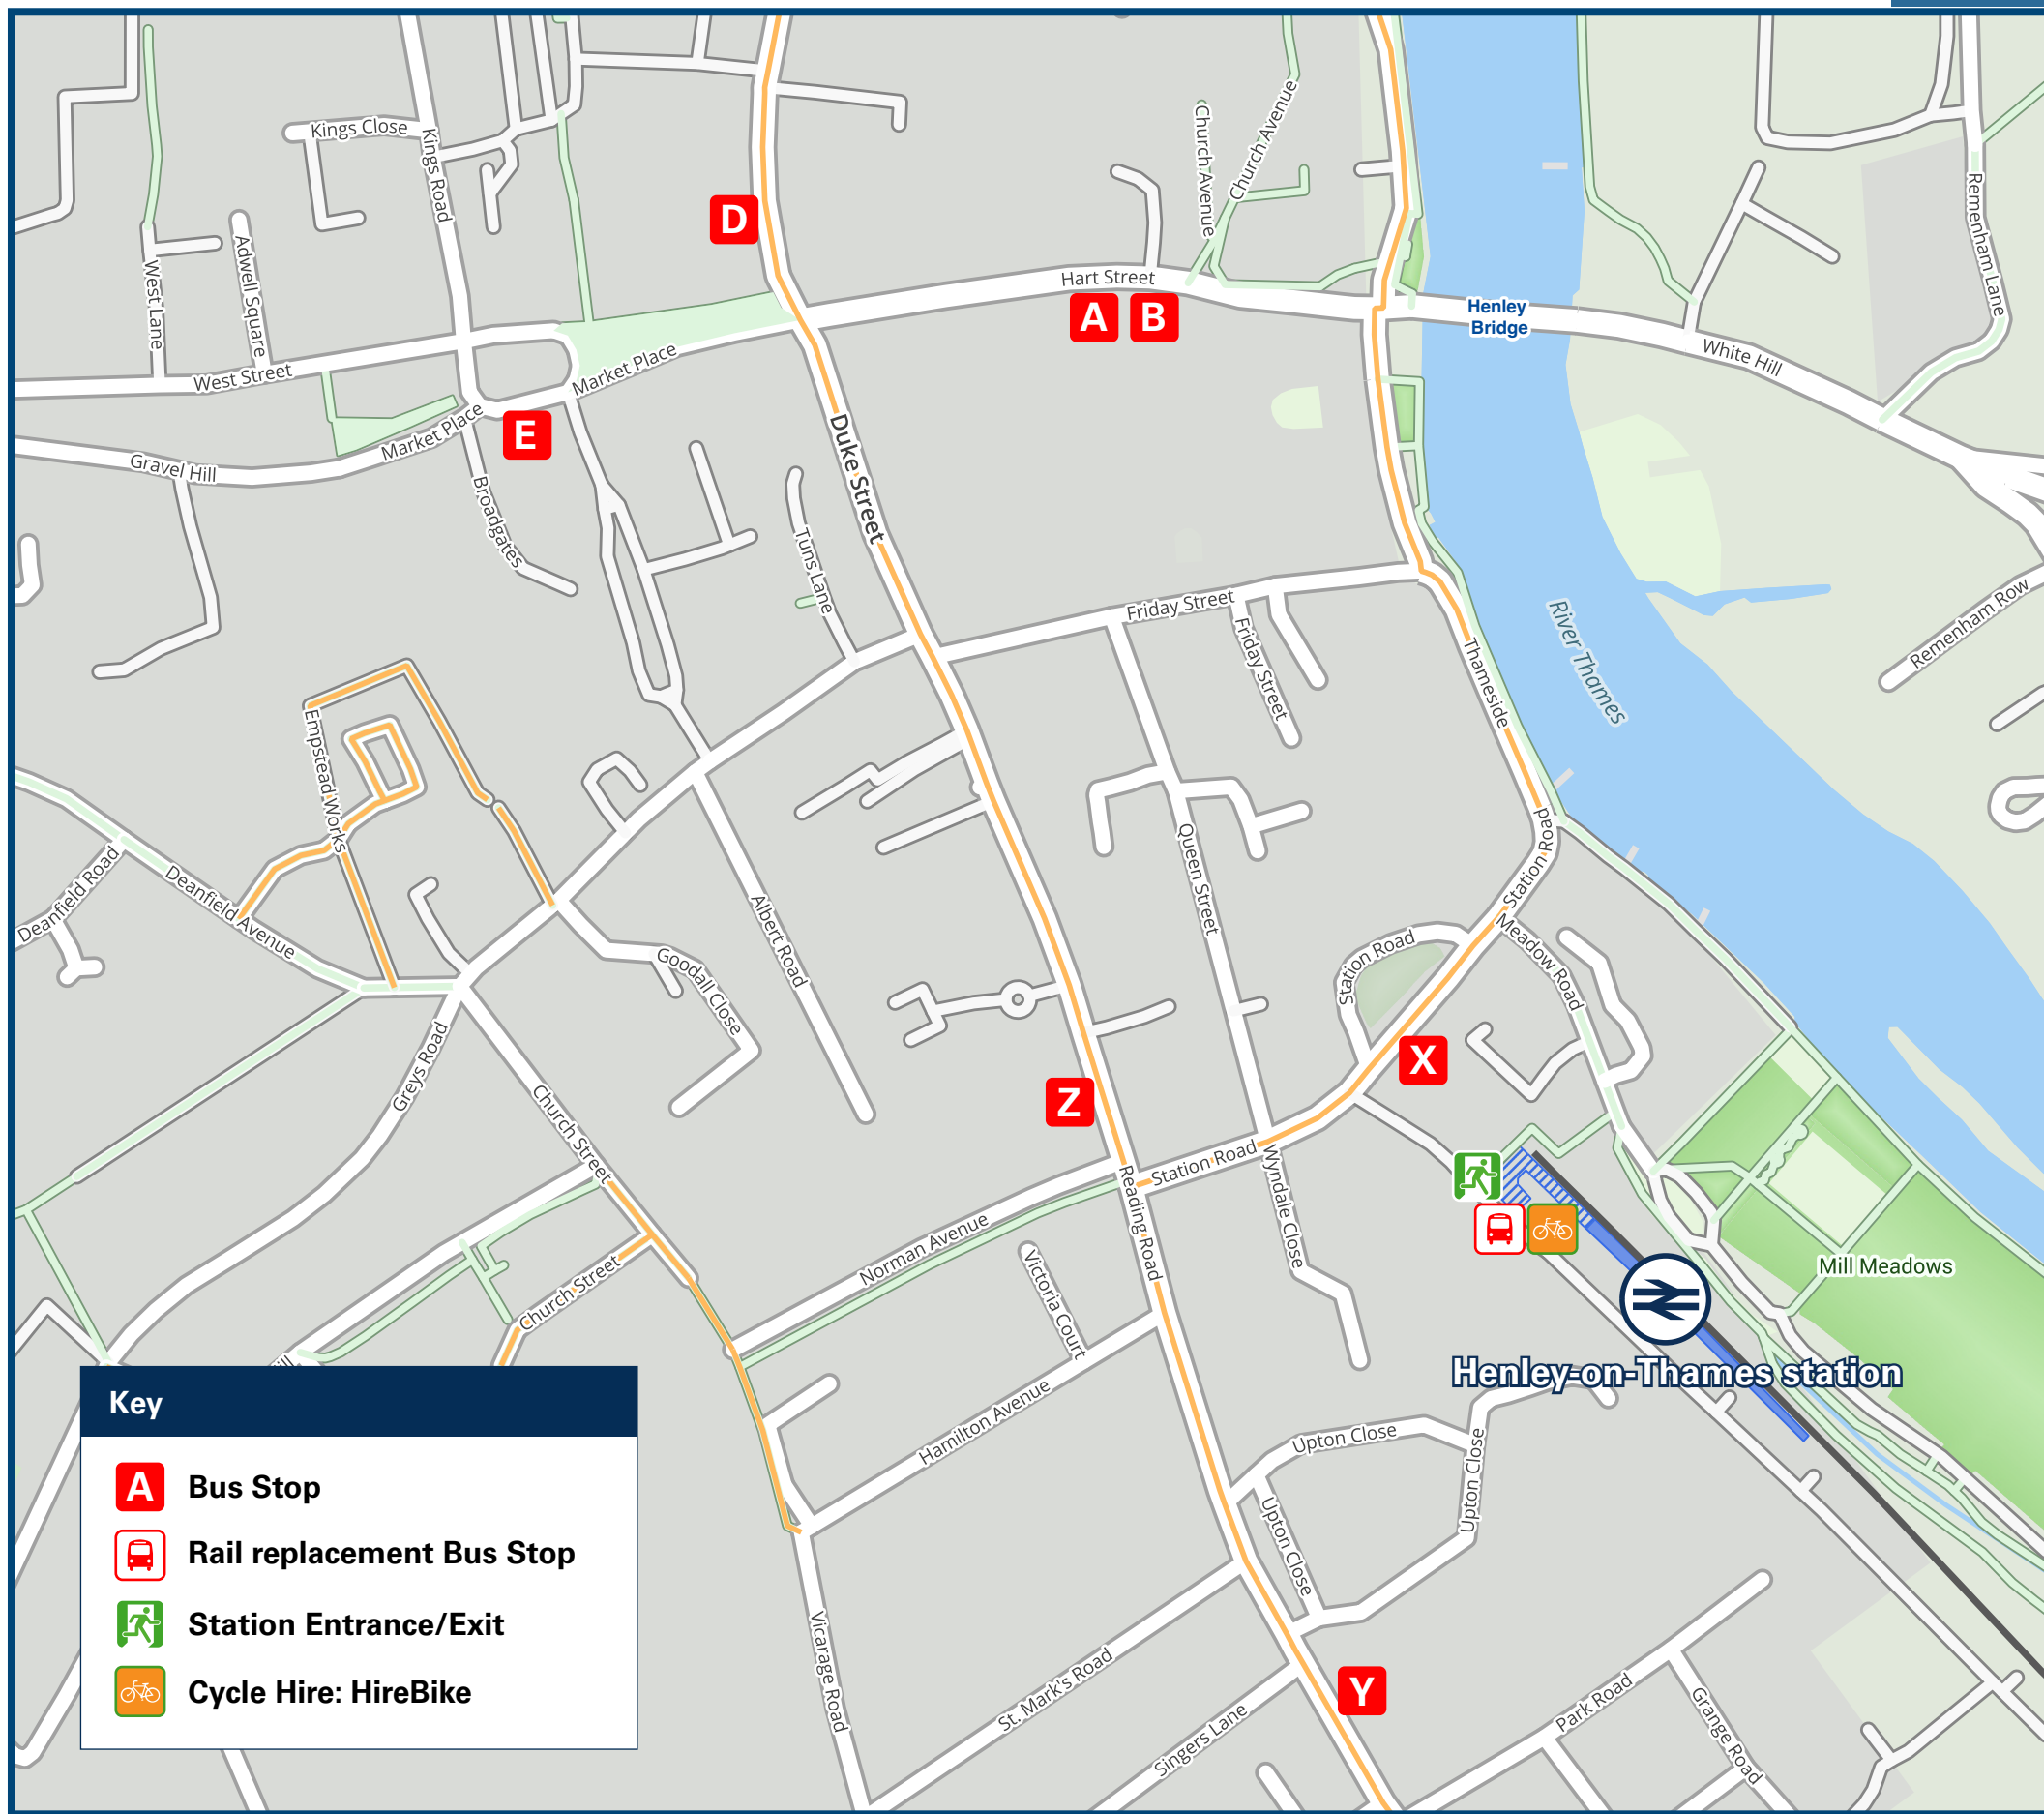 Kings Close
Kings Road
Church Avenue
Church Avenue
Remenham Lane
D
West Lane
Adwell Square
Hart Street
A
B
Henley
Bridge
White Hill
West Street
Market Place
Market Place
E
Gravel Hill
Broadgates
Duke Street
Tuns Lane
Friday Street
Friday Street
Thameside
River Thames
Remenham Row
Empstead Works
Deanfield Road
Deanfield Avenue
Albert Road
Goodall Close
Queen Street
Station Road
Station Road
Meadow Road
X
Z
Greys Road
Church Street
Church Street
Norman Avenue
Station Road
Reading Road
Wyndale Close
Victoria Court
Mill Meadows
Henley-on-Thames station
Hamilton Avenue
Upton Close
Upton Close
Upton Close
Vicarage Road
St. Mark's Road
Singers Lane
Y
Park Road
Grange Road
Key
A Bus Stop
Rail replacement Bus Stop
Station Entrance/Exit
Cycle Hire: HireBike